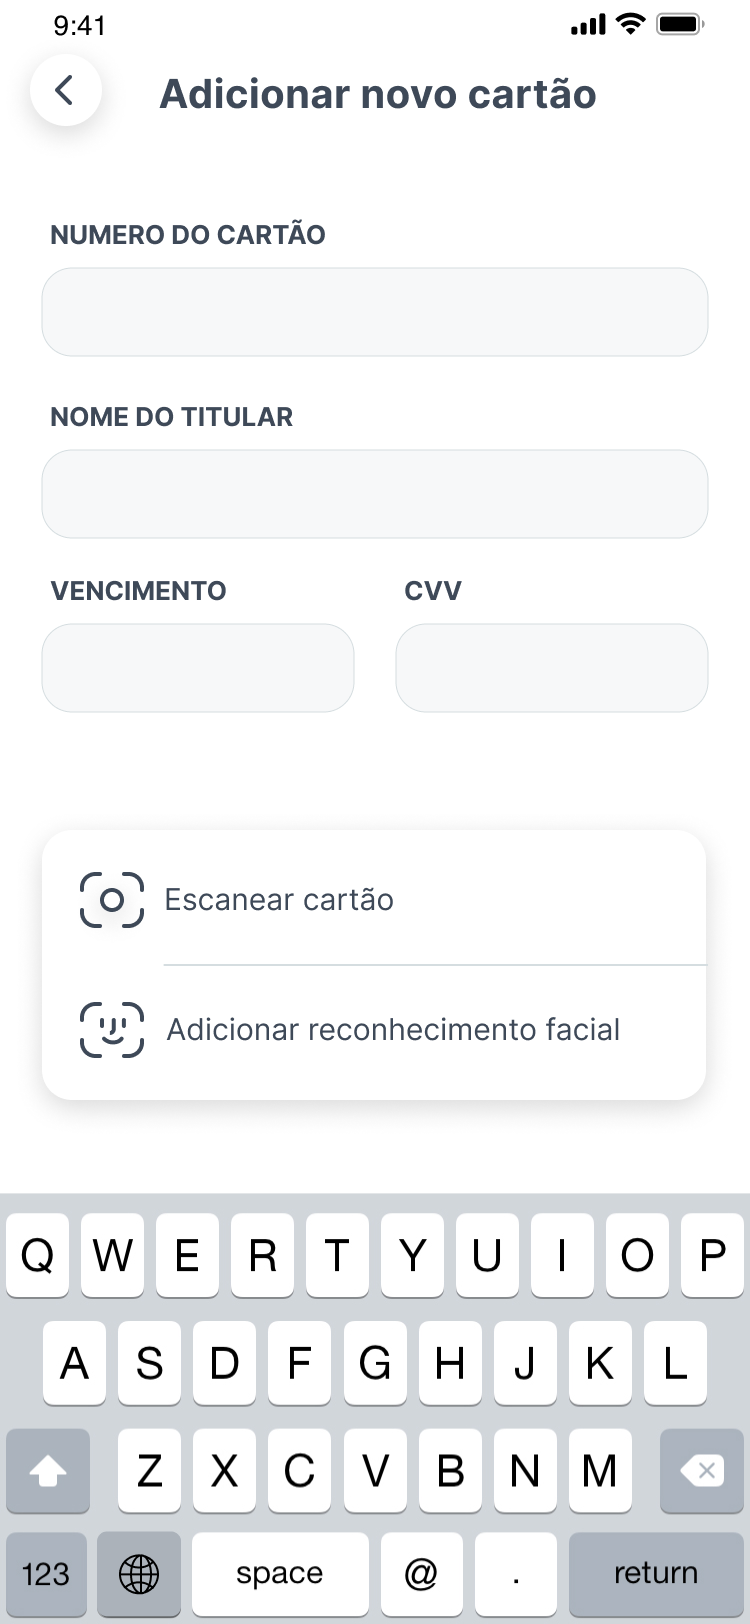 9:41
Adicionar novo cartão
NUMERO DO CARTÃO
NOME DO TITULAR
VENCIMENTO CVV
Escanear cartão
Adicionar reconhecimento facial
Q W E R T Y U I O P
A S D F G H J K L
Z X C V B N M
123 space @ . return